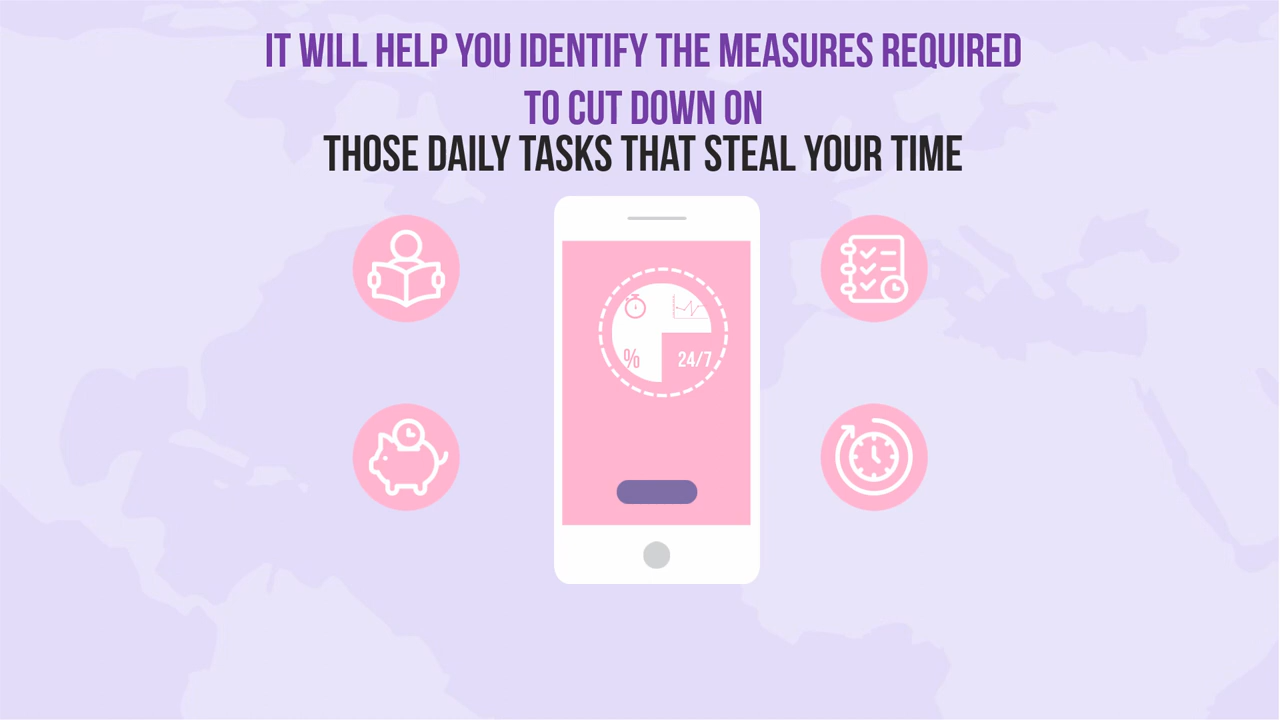 IT WILL HELP YOU IDENTIFY THE MEASURES REQUIRED
TO CUT DOWN ON
THOSE DAILY TASKS THAT STEAL YOUR TIME
%
24/7